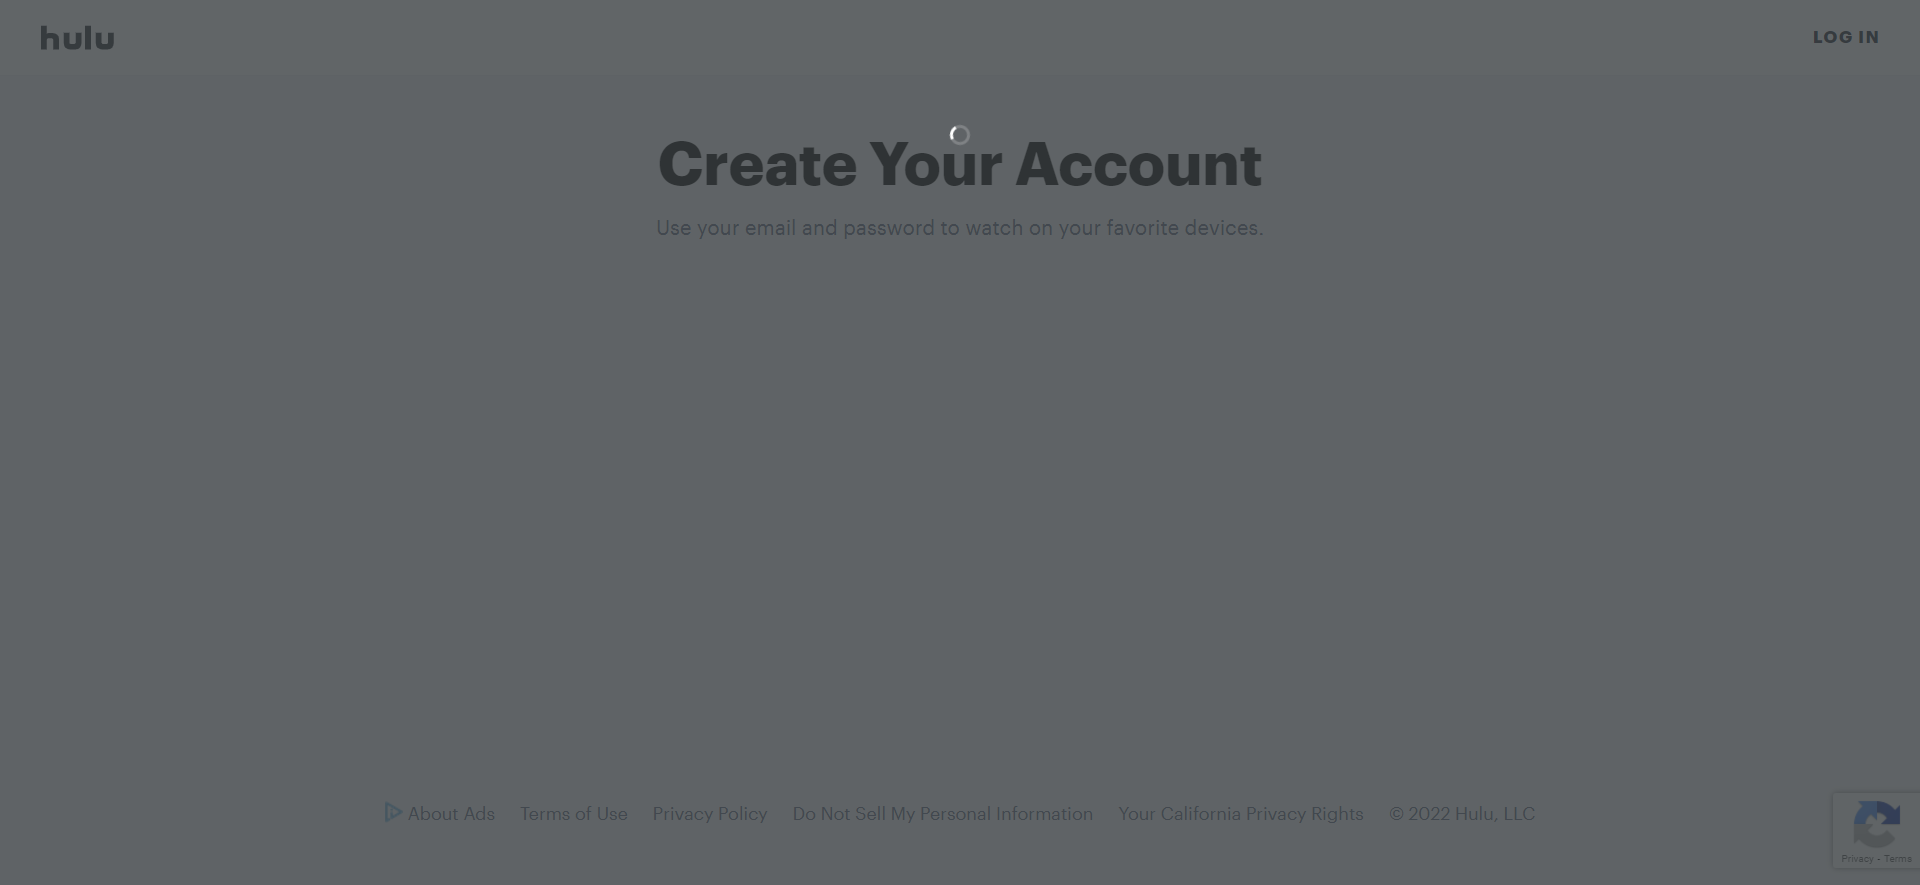 hulu
LOG IN
Create Your Account
Use your email and password to watch on your favorite devices.
About Ads Terms of Use Privacy Policy Do Not Sell My Personal Information Your California Privacy Rights © 2022 Hulu, LLC
Privacy - Terms